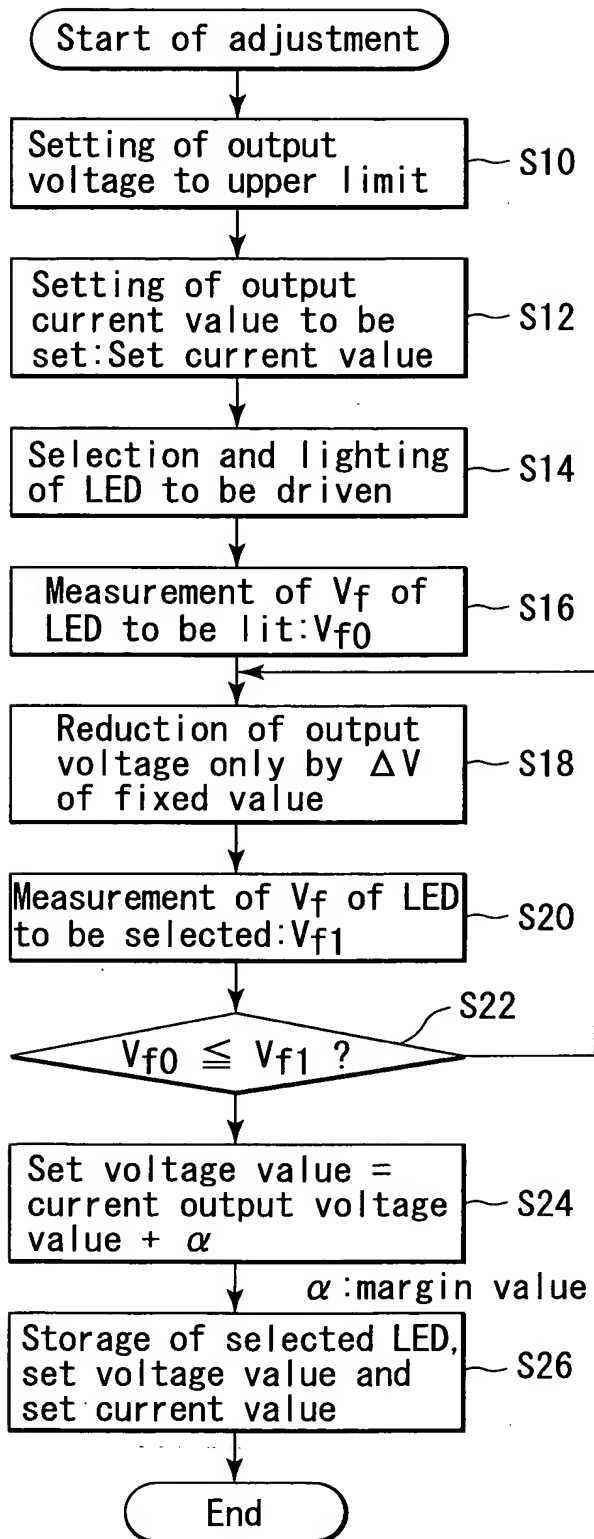 Start of adjustment
Setting of output
voltage to upper limit
S10
Setting of output
current value to be
set:Set current value
S12
Selection and lighting
of LED to be driven
S14
Measurement of Vf of
LED to be lit:Vf0
S16
Reduction of output
voltage only by ΔV
of fixed value
S18
Measurement of Vf of LED
to be selected:Vf1
S20
S22
Vf0 ≦ Vf1 ?
Set voltage value =
current output voltage
value + α
S24
α:margin value
Storage of selected LED,
set voltage value and
set current value
S26
End